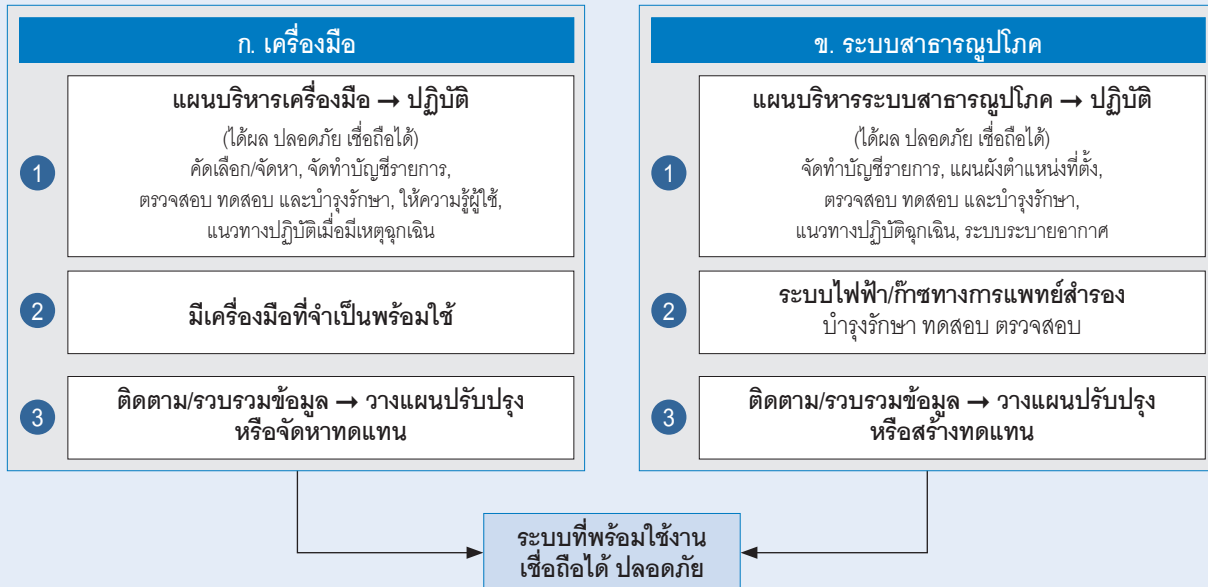 ก. เครื่องมือ
1
แผนบริหารเครื่องมือ → ปฏิบัติ
(ได้ผล ปลอดภัย เชื่อถือได้)
คัดเลือก/จัดหา, จัดทำบัญชีรายการ,
ตรวจสอบ ทดสอบ และบำรุงรักษา, ให้ความรู้ผู้ใช้,
แนวทางปฏิบัติเมื่อมีเหตุฉุกเฉิน
2
มีเครื่องมือที่จำเป็นพร้อมใช้
3
ติดตาม/รวบรวมข้อมูล → วางแผนปรับปรุง
หรือจัดหาทดแทน
ข. ระบบสาธารณูปโภค
1
แผนบริหารระบบสาธารณูปโภค → ปฏิบัติ
(ได้ผล ปลอดภัย เชื่อถือได้)
จัดทำบัญชีรายการ, แผนผังตำแหน่งที่ตั้ง,
ตรวจสอบ ทดสอบ และบำรุงรักษา,
แนวทางปฏิบัติฉุกเฉิน, ระบบระบายอากาศ
2
ระบบไฟฟ้า/ก๊าซทางการแพทย์สำรอง
บำรุงรักษา ทดสอบ ตรวจสอบ
3
ติดตาม/รวบรวมข้อมูล → วางแผนปรับปรุง
หรือสร้างทดแทน
ระบบที่พร้อมใช้งาน
เชื่อถือได้ ปลอดภัย